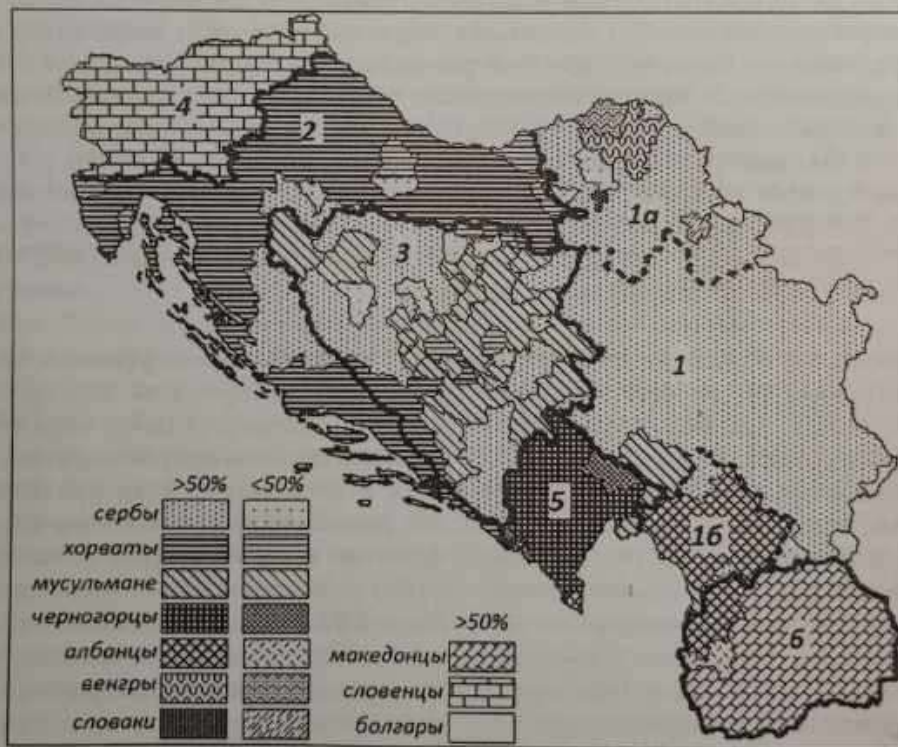 4
2
1а
3
1
5
1б
6
>50% <50%
сербы
хорваты
мусульмане
черногорцы
албанцы
венгры
словаки
>50%
македонцы
словенцы
болгары